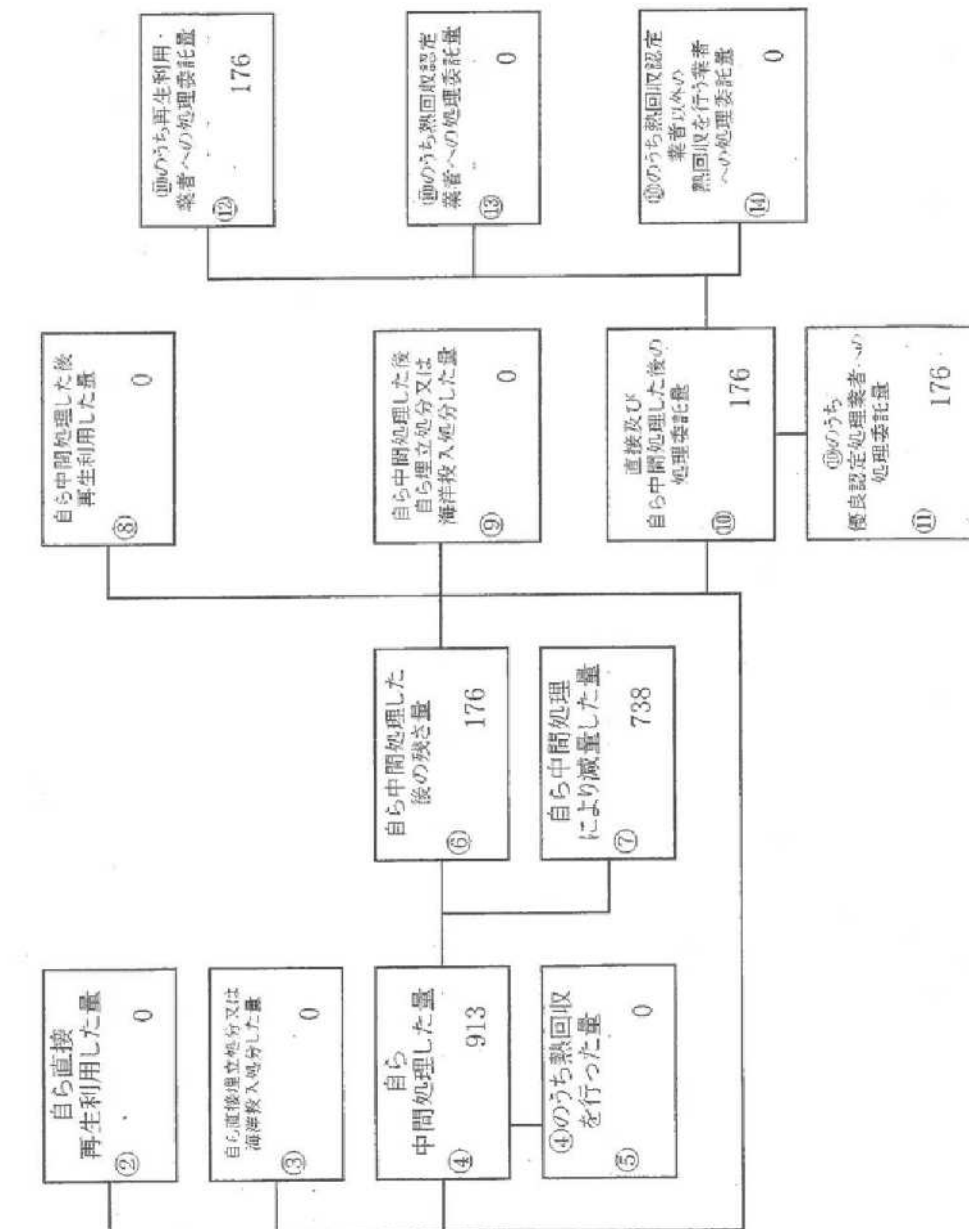 自ら直接
再生利用した量
②
0
自ら直接埋立処分又は
海洋投入処分した量
③
0
自ら
中間処理した量
④
913
④のうち熱回収
を行った量
⑤
0
自ら中間処理した
後の残さ量
⑥
176
自ら中間処理
により減量した量
⑦
738
自ら中間処理した後
再生利用した量
⑧
0
自ら中間処理した後
自ら埋立処分又は
海洋投入処分した量
⑨
0
直接及び
自ら中間処理した後の
処理委託量
⑩
176
⑩のうち
優良認定処理業者への
処理委託量
⑪
176
⑩のうち再生利用
業者への処理委託量
⑫
176
⑩のうち熱回収認定
業者への処理委託量
⑬
0
⑩のうち熱回収認定
業者以外の
熱回収を行う業者
への処理委託量
⑭
0